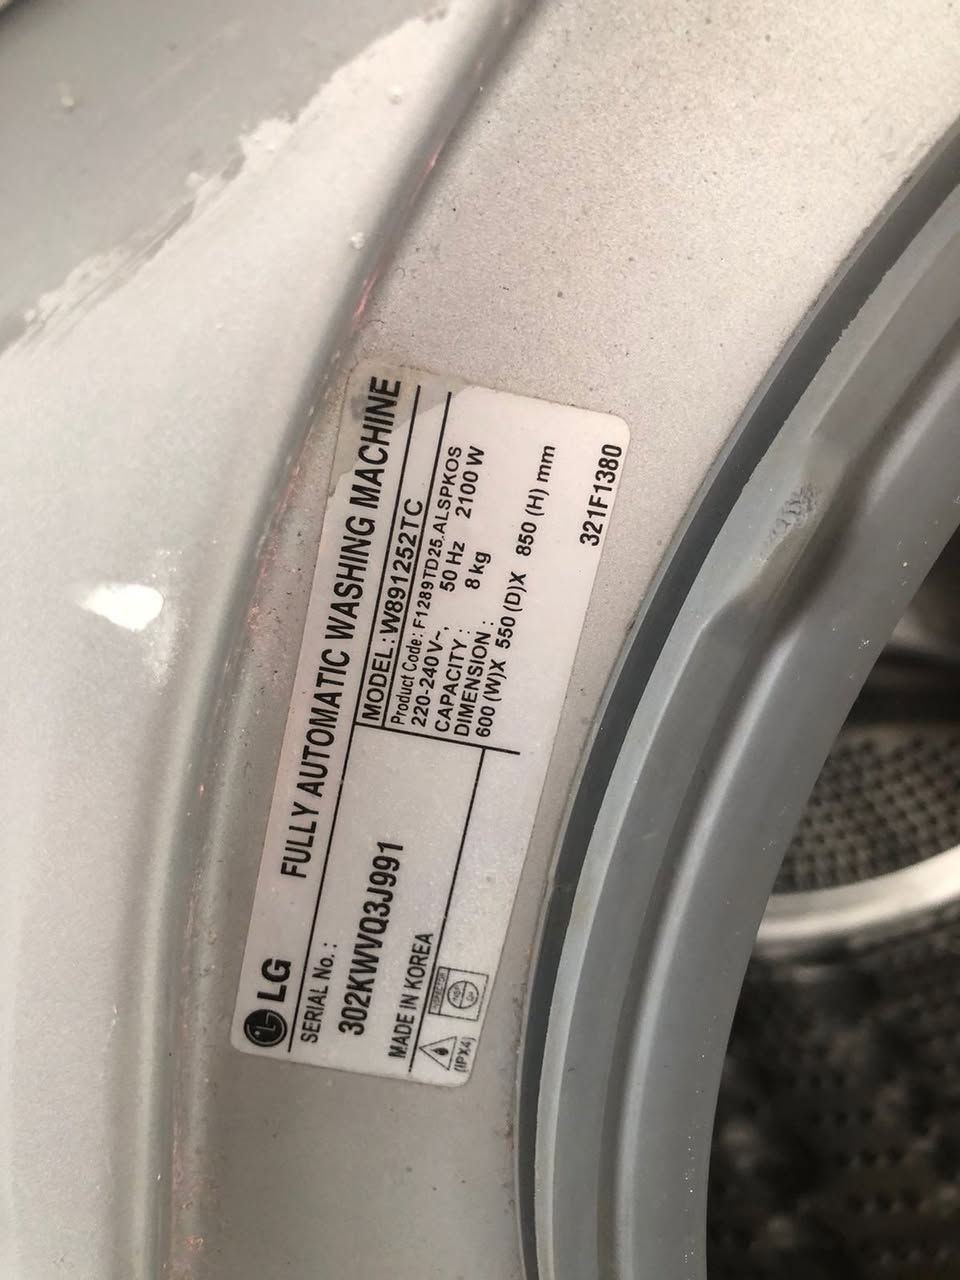 LG FULLY AUTOMATIC WASHING MACHINE
SERIAL No. :
302KWVQ3J991
MADE IN KOREA
(IPX4)
MODEL : W891252TC
Product Code: F1289TD25.ALSPKOS
220-240V~, 50 Hz 2100 W
CAPACITY : 8 kg
DIMENSION :
600 (W)X 550 (D)X 850 (H) mm
321F1380